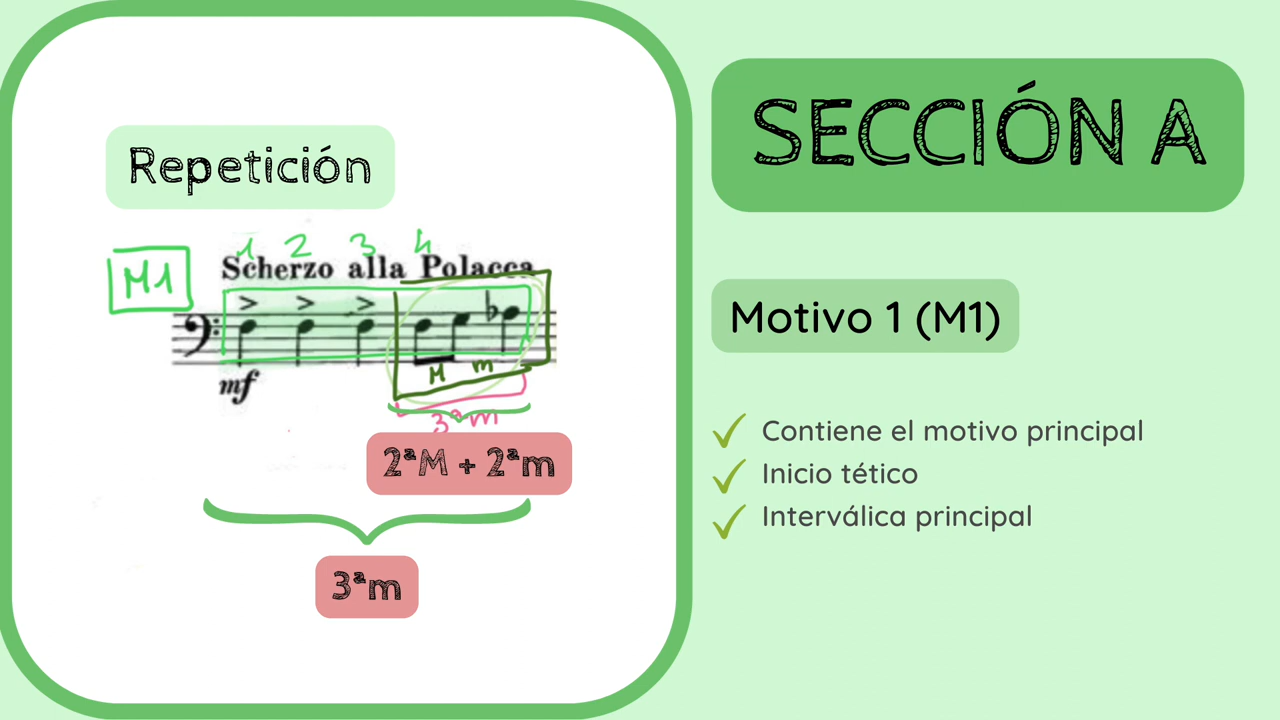 Repetición
1 2 3 4
M1
Scherzo alla Polacca
mf
M m
3ªm
2ªM + 2ªm
3ªm
SECCIÓN A
Motivo 1 (M1)
Contiene el motivo principal
Inicio tético
Interválica principal